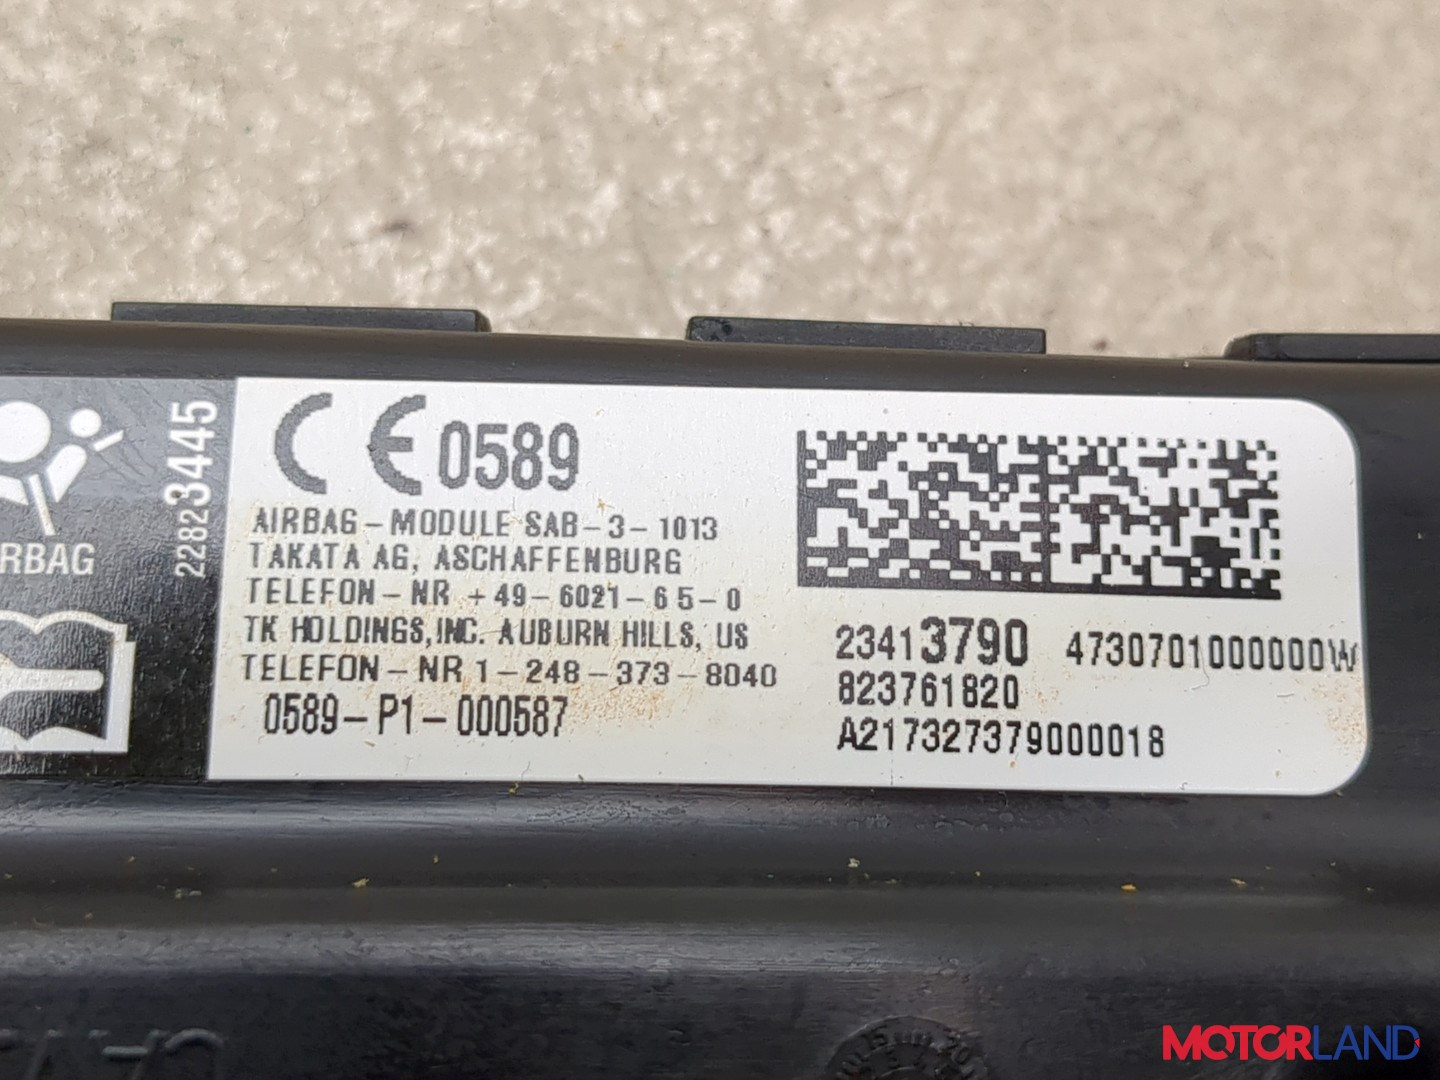 RBAG
22823445
CE 0589
AIRBAG-MODULE SAB-3-1013
TAKATA AG, ASCHAFFENBURG
TELEFON-NR +49-6021-65-0
TK HOLDINGS,INC. AUBURN HILLS, US
TELEFON-NR 1-248-373-8040
0589-P1-000587
23413790 4730701000000W
823761820
A217327379000018
MOTORLAND